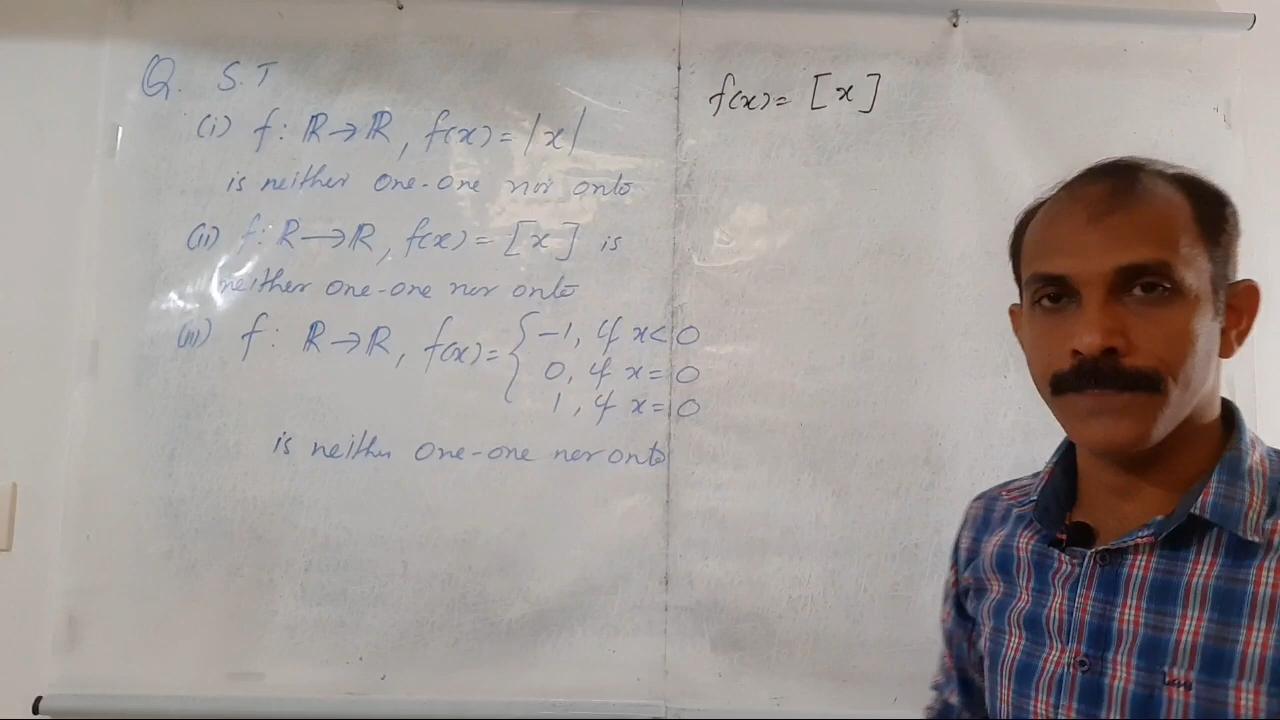 Q. S.T
(i) f: ℝ→ℝ, f(x) = |x|
is neither one-one nor onto
(ii) f: R→R, f(x) = [x] is
neither one-one nor onto
(iii) f: ℝ→ℝ, f(x) = { -1, if x<0
0, if x=0
1, if x=0
is neither one-one nor onto
f(x) = [x]